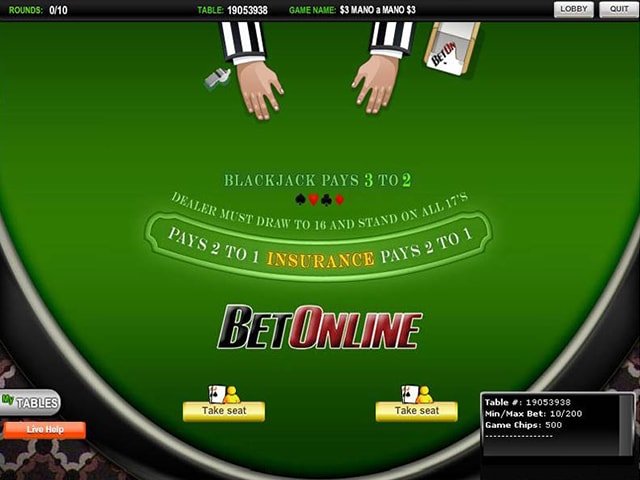 ROUNDS: 0/10 TABLE: 19053938 GAME NAME: $3 MANO a MANO $3 LOBBY QUIT
BETON
BLACKJACK PAYS 3 TO 2
DEALER MUST DRAW TO 16 AND STAND ON ALL 17'S
PAYS 2 TO 1 INSURANCE PAYS 2 TO 1
BETONLINE
Take seat Take seat
My TABLES
Live Help
Table #: 19053938
Min/Max Bet: 10/200
Game Chips: 500
-----------------